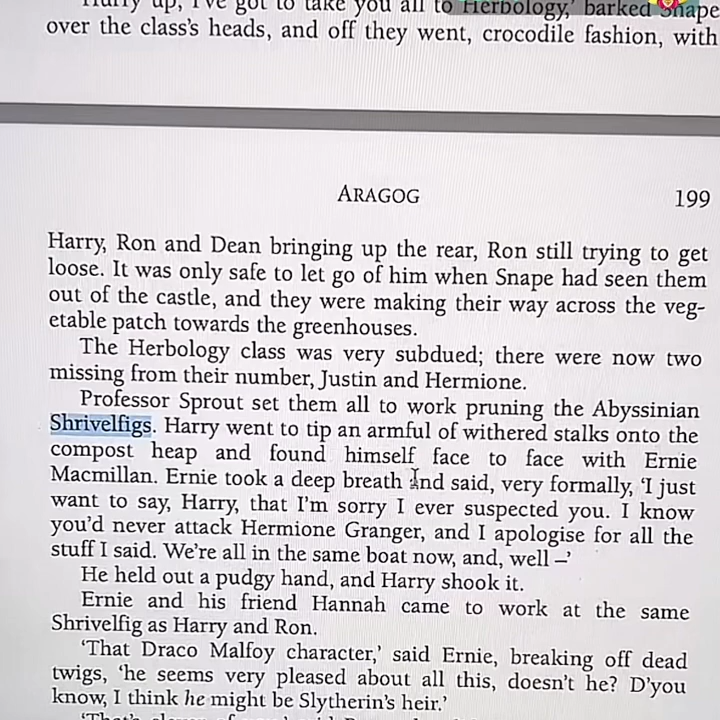 Hurry up, I've got to take you all to Herbology,' barked Snape
over the class's heads, and off they went, crocodile fashion, with
ARAGOG 199
Harry, Ron and Dean bringing up the rear, Ron still trying to get
loose. It was only safe to let go of him when Snape had seen them
out of the castle, and they were making their way across the veg-
etable patch towards the greenhouses.
The Herbology class was very subdued; there were now two
missing from their number, Justin and Hermione.
Professor Sprout set them all to work pruning the Abyssinian
Shrivelfigs. Harry went to tip an armful of withered stalks onto the
compost heap and found himself face to face with Ernie
Macmillan. Ernie took a deep breath and said, very formally, 'I just
want to say, Harry, that I'm sorry I ever suspected you. I know
you'd never attack Hermione Granger, and I apologise for all the
stuff I said. We're all in the same boat now, and, well –'
He held out a pudgy hand, and Harry shook it.
Ernie and his friend Hannah came to work at the same
Shrivelfig as Harry and Ron.
'That Draco Malfoy character,' said Ernie, breaking off dead
twigs, 'he seems very pleased about all this, doesn't he? D'you
know, I think he might be Slytherin's heir.'